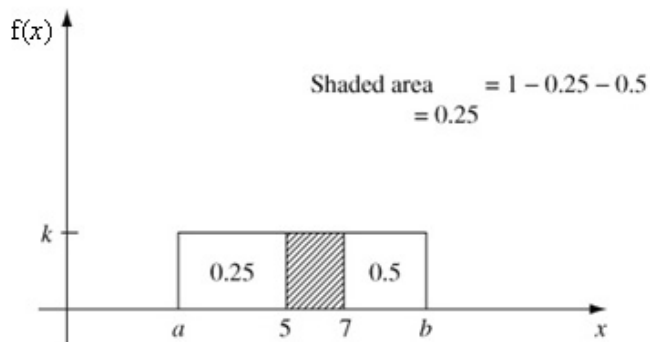 f(x)
Shaded area = 1 – 0.25 – 0.5
= 0.25
k
0.25 0.5
a 5 7 b x